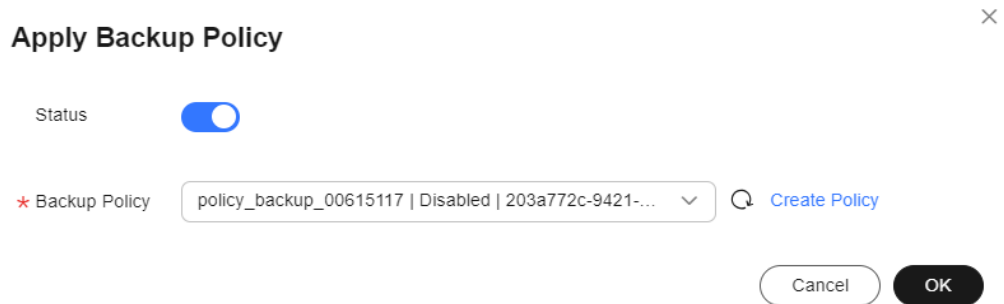 Apply Backup Policy
Status
* Backup Policy policy_backup_00615117 | Disabled | 203a772c-9421-... Create Policy
Cancel OK